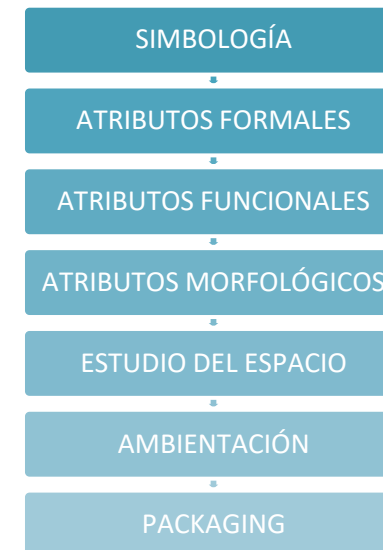 SIMBOLOGÍA
ATRIBUTOS FORMALES
ATRIBUTOS FUNCIONALES
ATRIBUTOS MORFOLÓGICOS
ESTUDIO DEL ESPACIO
AMBIENTACIÓN
PACKAGING